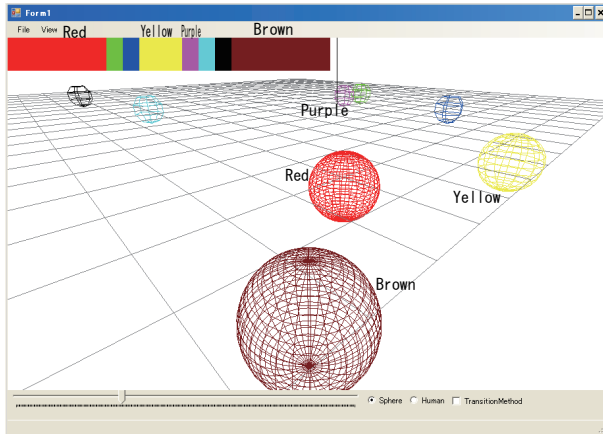 Form1
File View
Red Yellow Purple Brown
Purple
Red
Yellow
Brown
Sphere Human TransitionMethod